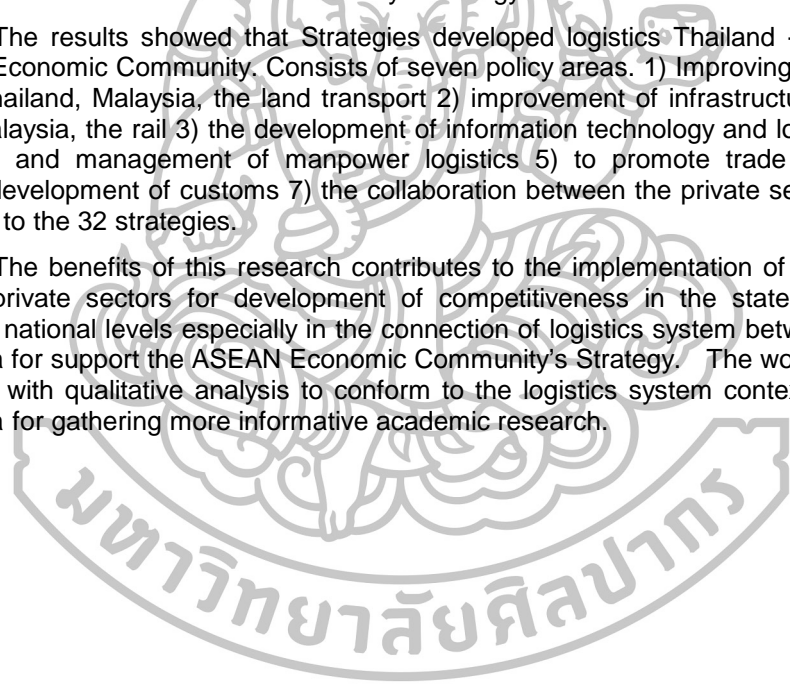 The results showed that Strategies developed logistics Thailand -
Economic Community. Consists of seven policy areas. 1) Improving
hailand, Malaysia, the land transport 2) improvement of infrastructu
alaysia, the rail 3) the development of information technology and lo
and management of manpower logistics 5) to promote trade
development of customs 7) the collaboration between the private se
to the 32 strategies.
The benefits of this research contributes to the implementation of
private sectors for development of competitiveness in the state
national levels especially in the connection of logistics system betw
a for support the ASEAN Economic Community's Strategy. The wo
with qualitative analysis to conform to the logistics system contex
a for gathering more informative academic research.
มหาวิทยาลัยศิลปากร